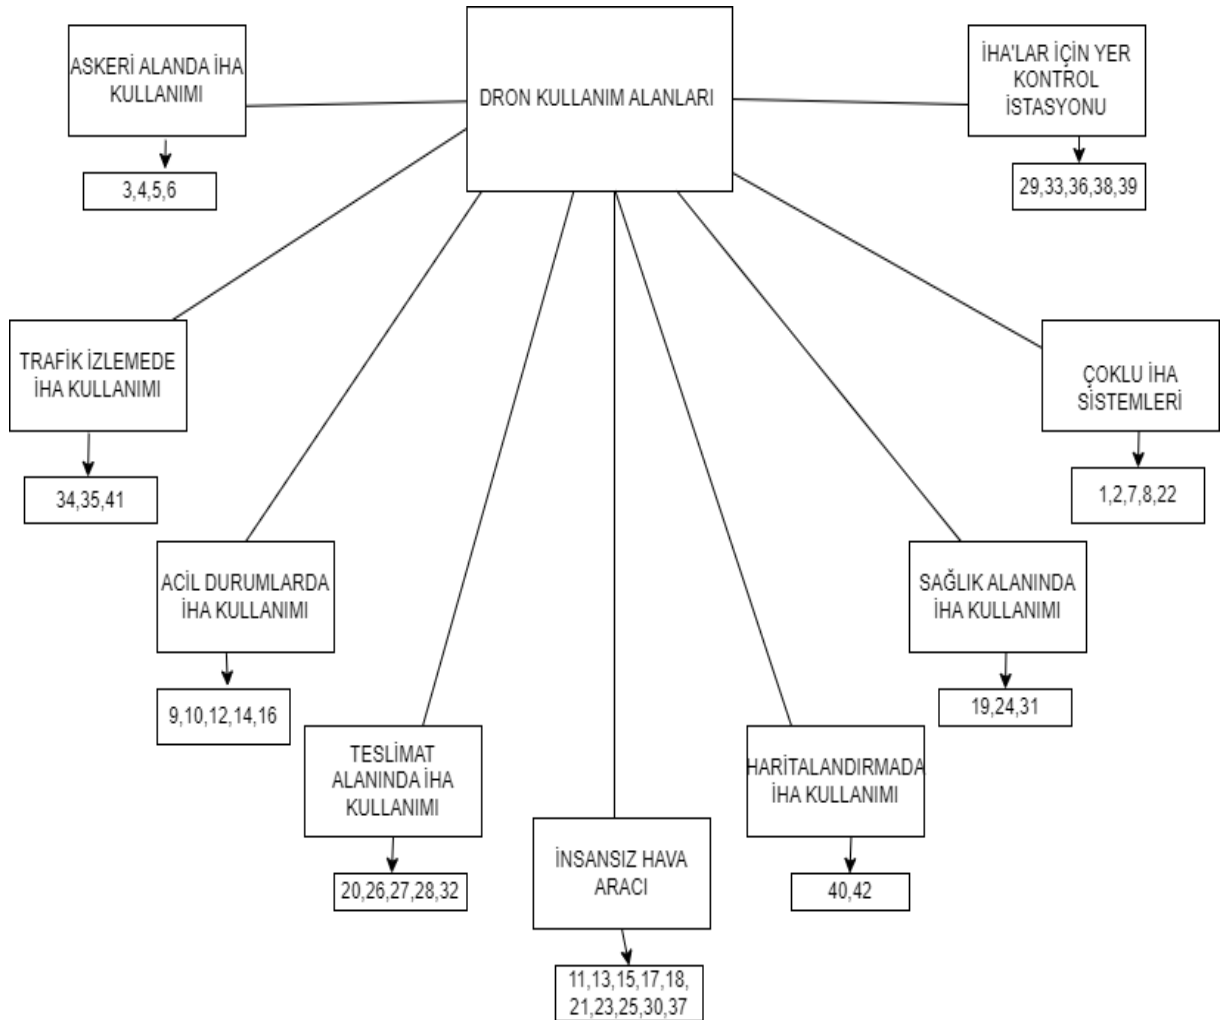 DRON KULLANIM ALANLARI
ASKERİ ALANDA İHA
KULLANIMI
3,4,5,6
İHA'LAR İÇİN YER
KONTROL
İSTASYONU
29,33,36,38,39
TRAFİK İZLEMEDE
İHA KULLANIMI
34,35,41
ÇOKLU İHA
SİSTEMLERİ
1,2,7,8,22
ACİL DURUMLARDA
İHA KULLANIMI
9,10,12,14,16
SAĞLIK ALANINDA
İHA KULLANIMI
19,24,31
TESLİMAT
ALANINDA İHA
KULLANIMI
20,26,27,28,32
HARİTALANDIRMADA
İHA KULLANIMI
40,42
İNSANSIZ HAVA
ARACI
11,13,15,17,18,
21,23,25,30,37